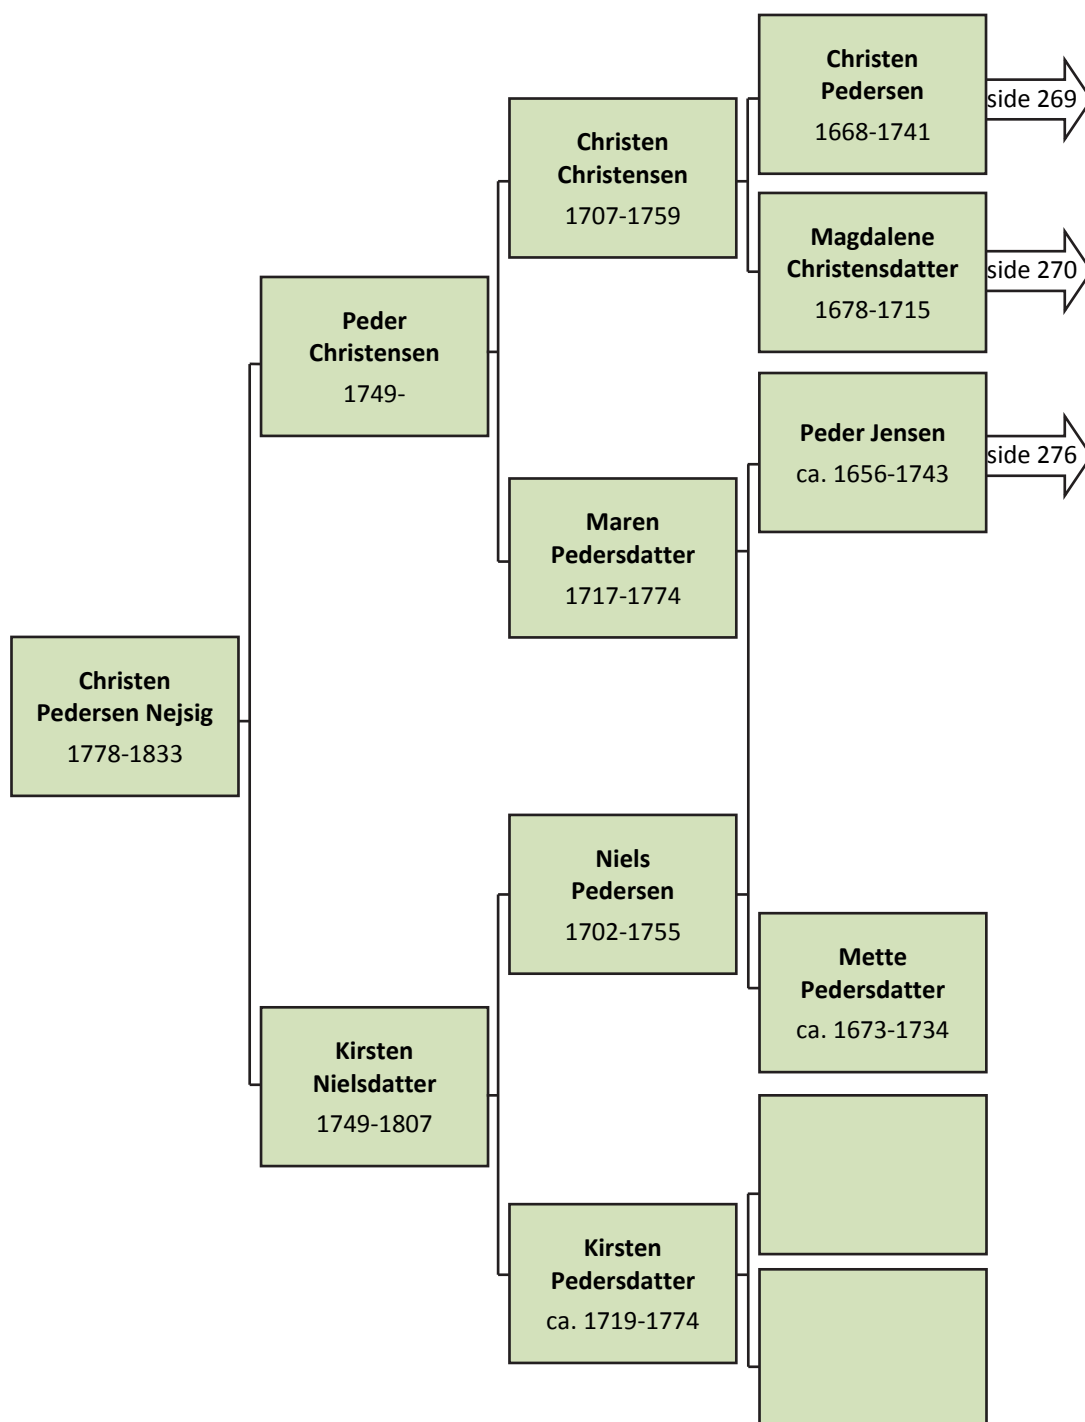 Christen
Pedersen
1668-1741
side 269
Christen
Christensen
1707-1759
Magdalene
Christensdatter
1678-1715
side 270
Peder
Christensen
1749-
Peder Jensen
ca. 1656-1743
side 276
Maren
Pedersdatter
1717-1774
Christen
Pedersen Nejsig
1778-1833
Niels
Pedersen
1702-1755
Mette
Pedersdatter
ca. 1673-1734
Kirsten
Nielsdatter
1749-1807
Kirsten
Pedersdatter
ca. 1719-1774